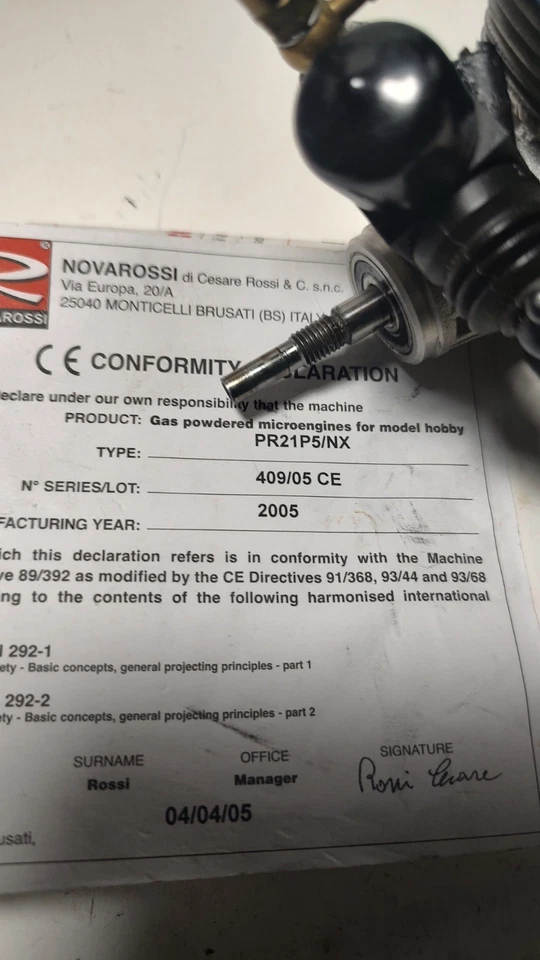 NOVAROSSI di Cesare Rossi & C. s.n.c.
Via Europa, 20/A
25040 MONTICELLI BRUSATI (BS) ITALY
R®
AROSSI
CE CONFORMITY LARATION
eclare under our own responsibility that the machine
PRODUCT: Gas powdered microengines for model hobby
TYPE: PR21P5/NX
N° SERIES/LOT: 409/05 CE
FACTURING YEAR: 2005
ich this declaration refers is in conformity with the Machine
ve 89/392 as modified by the CE Directives 91/368, 93/44 and 93/68
ng to the contents of the following harmonised international
292-1
ety - Basic concepts, general projecting principles - part 1
292-2
ety - Basic concepts, general projecting principles - part 2
SURNAME OFFICE SIGNATURE
Rossi Manager Rossi Cesare
04/04/05
usati,